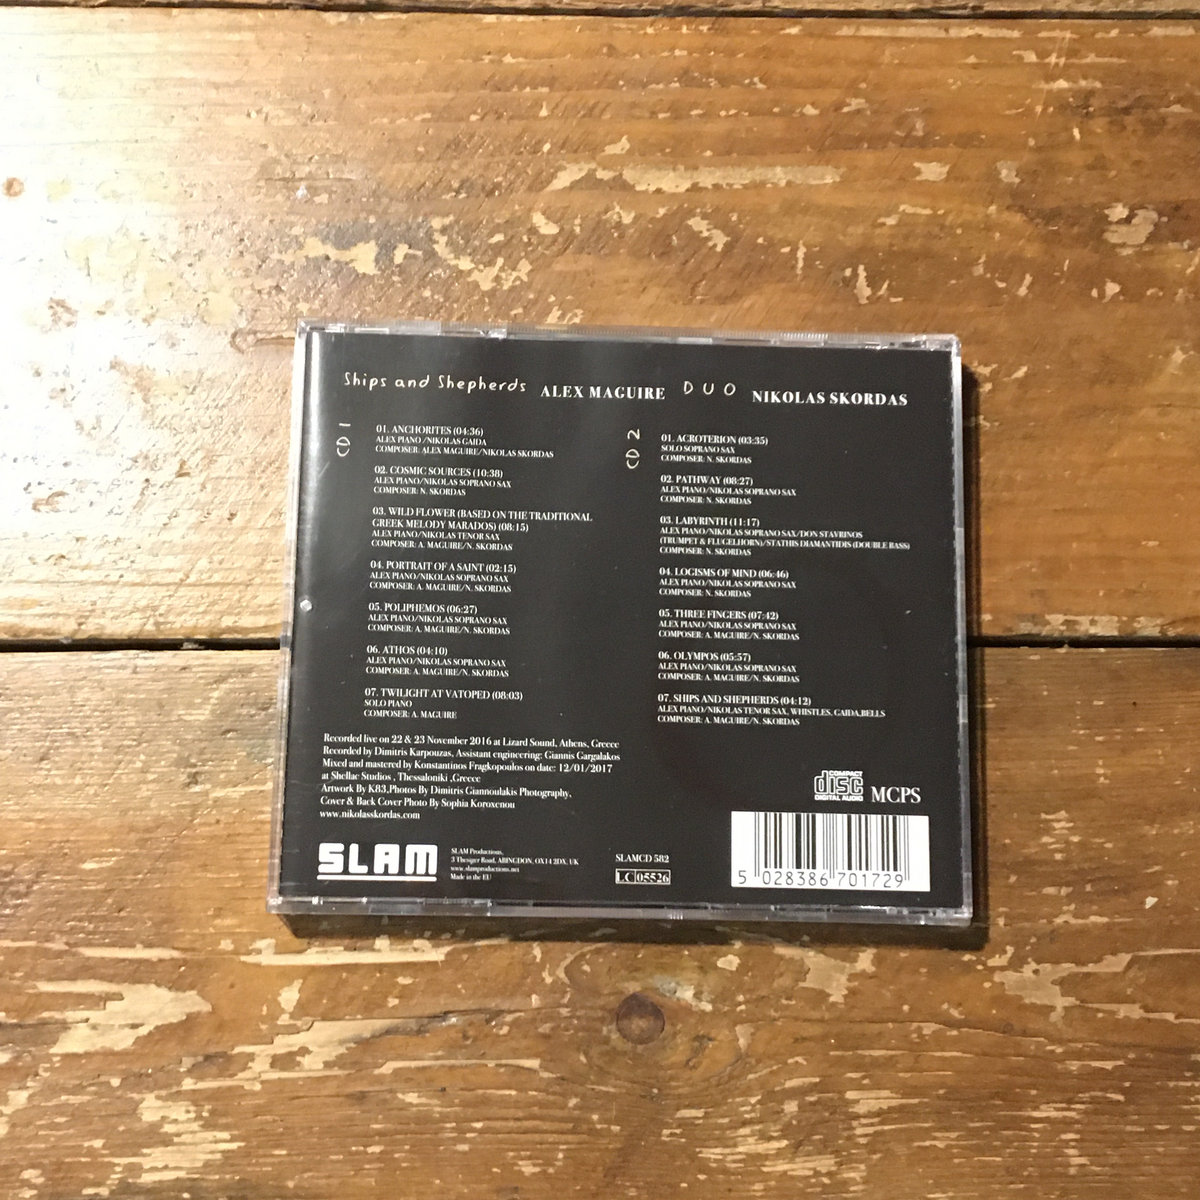 Ships and Shepherds ALEX MAGUIRE DUO NIKOLAS SKORDAS
CD 1
01. ANCHORITES (04:36)
ALEX PIANO /NIKOLAS GAIDA
COMPOSER: ALEX MAGUIRE/NIKOLAS SKORDAS
02. COSMIC SOURCES (10:38)
ALEX PIANO/NIKOLAS SOPRANO SAX
COMPOSER: N. SKORDAS
03. WILD FLOWER (BASED ON THE TRADITIONAL
GREEK MELODY MARADOS) (08:15)
ALEX PIANO/NIKOLAS TENOR SAX
COMPOSER: A. MAGUIRE/N. SKORDAS
04. PORTRAIT OF A SAINT (02:15)
ALEX PIANO/NIKOLAS SOPRANO SAX
COMPOSER: A. MAGUIRE/N. SKORDAS
05. POLIPHEMOS (06:27)
ALEX PIANO/NIKOLAS SOPRANO SAX
COMPOSER: A. MAGUIRE/N. SKORDAS
06. ATHOS (04:10)
ALEX PIANO/NIKOLAS SOPRANO SAX
COMPOSER: A. MAGUIRE/N. SKORDAS
07. TWILIGHT AT VATOPED (08:03)
SOLO PIANO
COMPOSER: A. MAGUIRE
CD 2
01. ACROTERION (03:35)
SOLO SOPRANO SAX
COMPOSER: N. SKORDAS
02. PATHWAY (08:27)
ALEX PIANO/NIKOLAS SOPRANO SAX
COMPOSER: N. SKORDAS
03. LABYRINTH (11:17)
ALEX PIANO/NIKOLAS SOPRANO SAX/DON STAVRINOS
(TRUMPET & FLUGELHORN)/STATHIS DIAMANTIDIS (DOUBLE BASS)
COMPOSER: N. SKORDAS
04. LOGISMS OF MIND (06:46)
ALEX PIANO/NIKOLAS SOPRANO SAX
COMPOSER: N. SKORDAS
05. THREE FINGERS (07:42)
ALEX PIANO/NIKOLAS SOPRANO SAX
COMPOSER: A. MAGUIRE/N. SKORDAS
06. OLYMPOS (05:57)
ALEX PIANO/NIKOLAS SOPRANO SAX
COMPOSER: A. MAGUIRE/N. SKORDAS
07. SHIPS AND SHEPHERDS (04:12)
ALEX PIANO/NIKOLAS TENOR SAX, WHISTLES, GAIDA,BELLS
COMPOSER: A. MAGUIRE/N. SKORDAS
Recorded live on 22 & 23 November 2016 at Lizard Sound, Athens, Greece
Recorded by Dimitris Karpouzas, Assistant engineering: Giannis Gargalakos
Mixed and mastered by Konstantinos Fragkopoulos on date: 12/01/2017
at Shellac Studios , Thessaloniki ,Greece
Artwork By KB3,Photos By Dimitris Giannoulakis Photography,
Cover & Back Cover Photo By Sophia Koroxenou
www.nikolasskordas.com
SLAM
SLAM Productions,
3 Thesiger Road, ABINGDON, OX14 2DX, UK
www.slamproductions.net
Made in the EU
SLAMCD 582
LC 05526
COMPACT
disc
DIGITAL AUDIO
MCPS
5 028386 701729